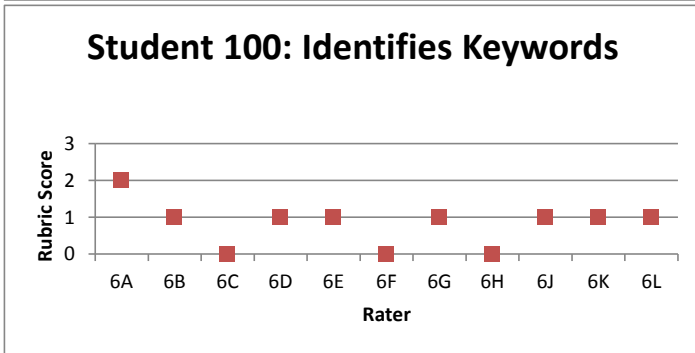 Student 100: Identifies Keywords
Rubric Score
3
2
1
0
6A 6B 6C 6D 6E 6F 6G 6H 6J 6K 6L
Rater